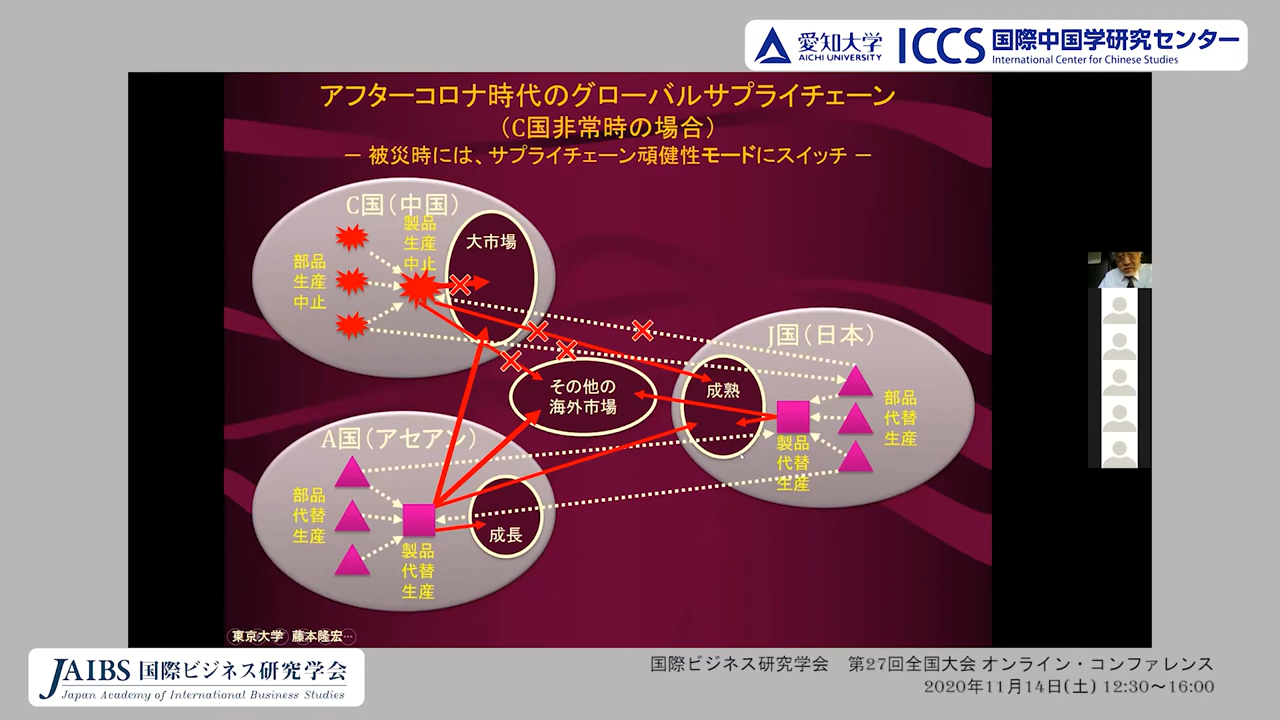 愛知大学
AICHI UNIVERSITY
ICCS 国際中国学研究センター
International Center for Chinese Studies
アフターコロナ時代のグローバルサプライチェーン
（C国非常時の場合）
－ 被災時には、サプライチェーン頑健性モードにスイッチ －
C国（中国）
製品
生産
中止
大市場
部品
生産
中止
J国（日本）
成熟
部品
代替
生産
製品
代替
生産
その他の
海外市場
A国（アセアン）
部品
代替
生産
製品
代替
生産
成長
東京大学 藤本隆宏…
JAIBS 国際ビジネス研究学会
Japan Academy of International Business Studies
国際ビジネス研究学会　第27回全国大会 オンライン・コンファレンス
2020年11月14日(土) 12:30～16:00